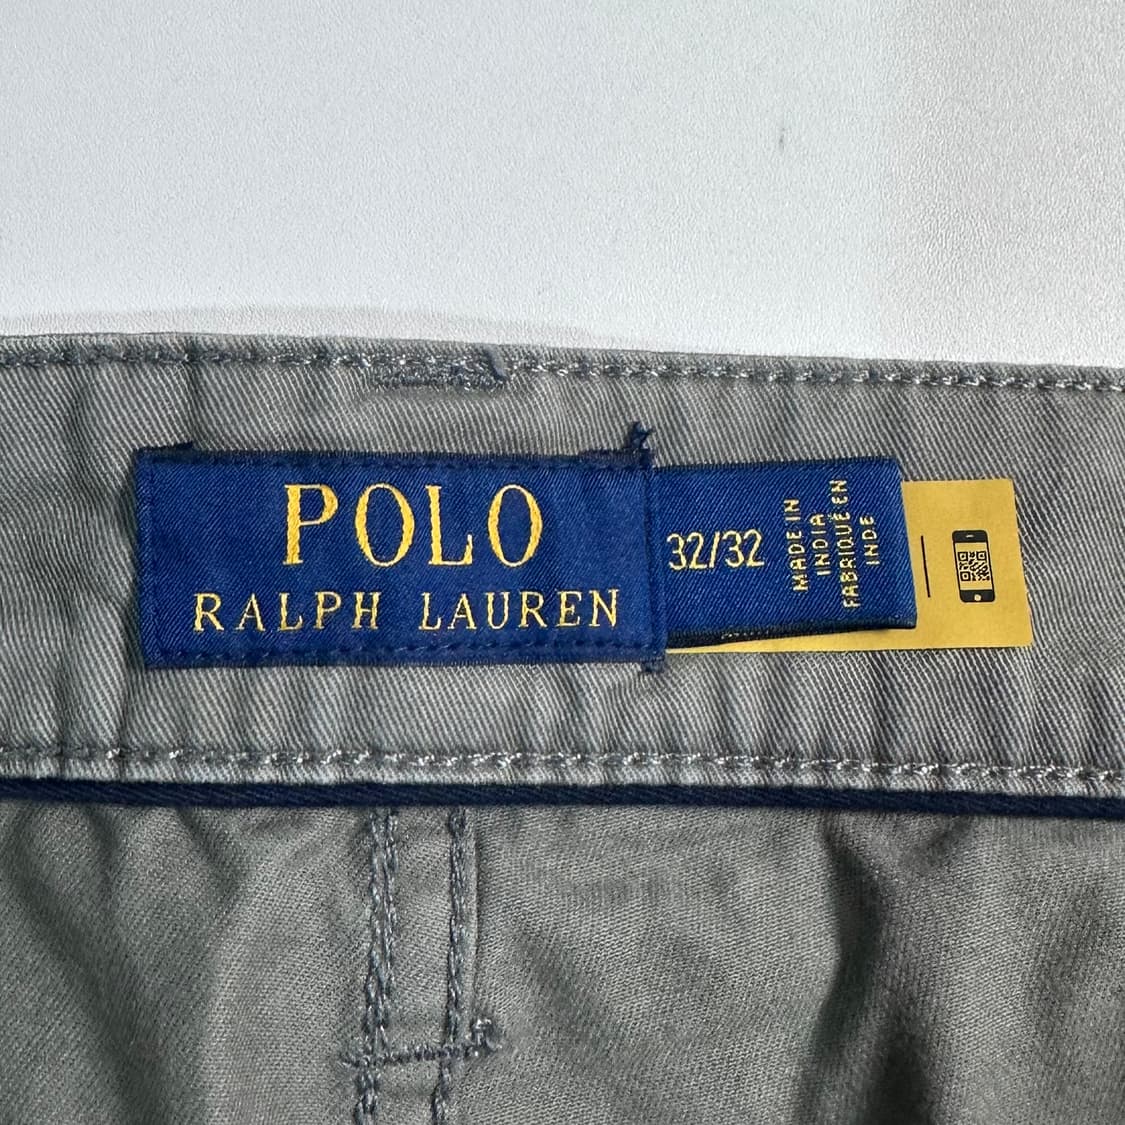 POLO
RALPH LAUREN
32/32
MADE IN
INDIA
FABRIQUÉ EN
INDE